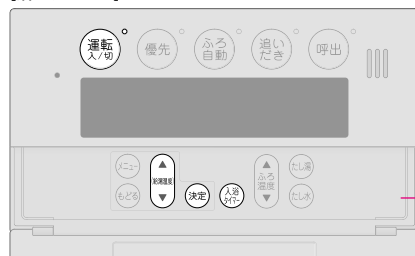 運転
入/切
優先
ふろ
自動
追い
だき
呼出
メニュー
もどる
▲
給湯温度
▼
決定
入浴
タイマー
▲
ふろ
温度
▼
たし湯
たし水